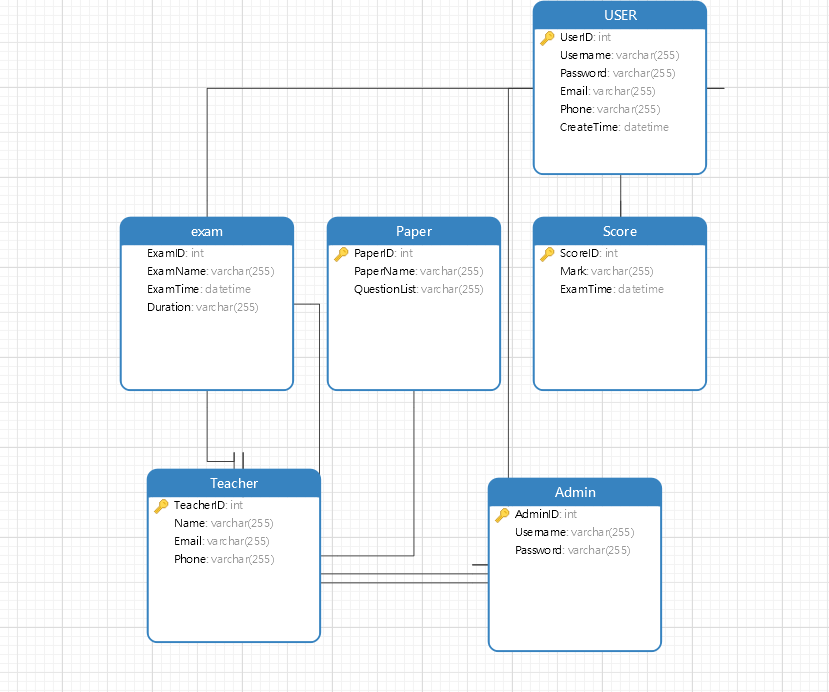 USER
UserID: int
Username: varchar(255)
Password: varchar(255)
Email: varchar(255)
Phone: varchar(255)
CreateTime: datetime
exam
ExamID: int
ExamName: varchar(255)
ExamTime: datetime
Duration: varchar(255)
Paper
PaperID: int
PaperName: varchar(255)
QuestionList: varchar(255)
Score
ScoreID: int
Mark: varchar(255)
ExamTime: datetime
Teacher
TeacherID: int
Name: varchar(255)
Email: varchar(255)
Phone: varchar(255)
Admin
AdminID: int
Username: varchar(255)
Password: varchar(255)